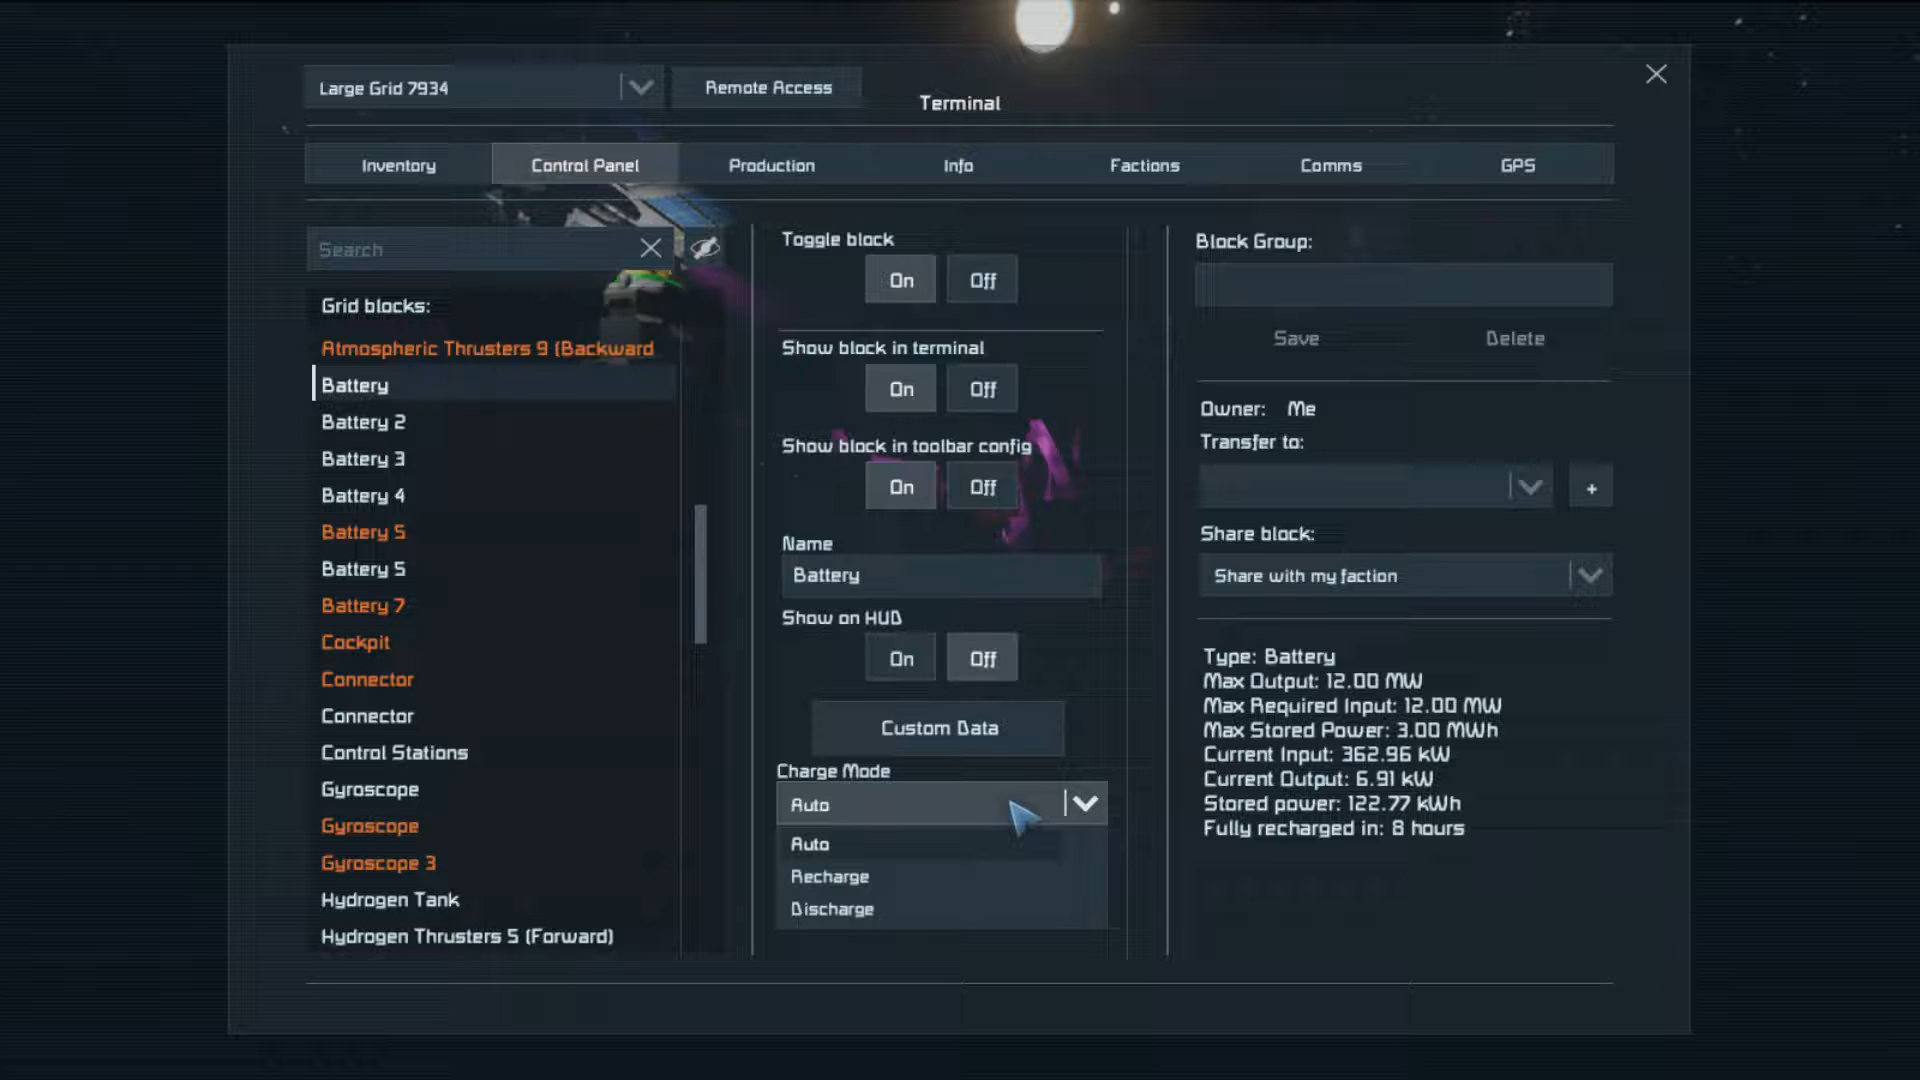 Large Grid 7934
Remote Access
Terminal
Inventory
Control Panel
Production
Info
Factions
Comms
GPS
Search
Grid blocks:
Atmospheric Thrusters 9 (Backward
Battery
Battery 2
Battery 3
Battery 4
Battery 5
Battery 5
Battery 7
Cockpit
Connector
Connector
Control Stations
Gyroscope
Gyroscope
Gyroscope 3
Hydrogen Tank
Hydrogen Thrusters 5 (Forward)
Toggle block
On Off
Show block in terminal
On Off
Show block in toolbar config
On Off
Name
Battery
Show on HUD
On Off
Custom Data
Charge Mode
Auto
Auto
Recharge
Discharge
Block Group:
Save Delete
Owner: Me
Transfer to:
+
Share block:
Share with my faction
Type: Battery
Max Output: 12.00 MW
Max Required Input: 12.00 MW
Max Stored Power: 3.00 MWh
Current Input: 362.96 kW
Current Output: 6.91 kW
Stored power: 122.77 kWh
Fully recharged in: 8 hours